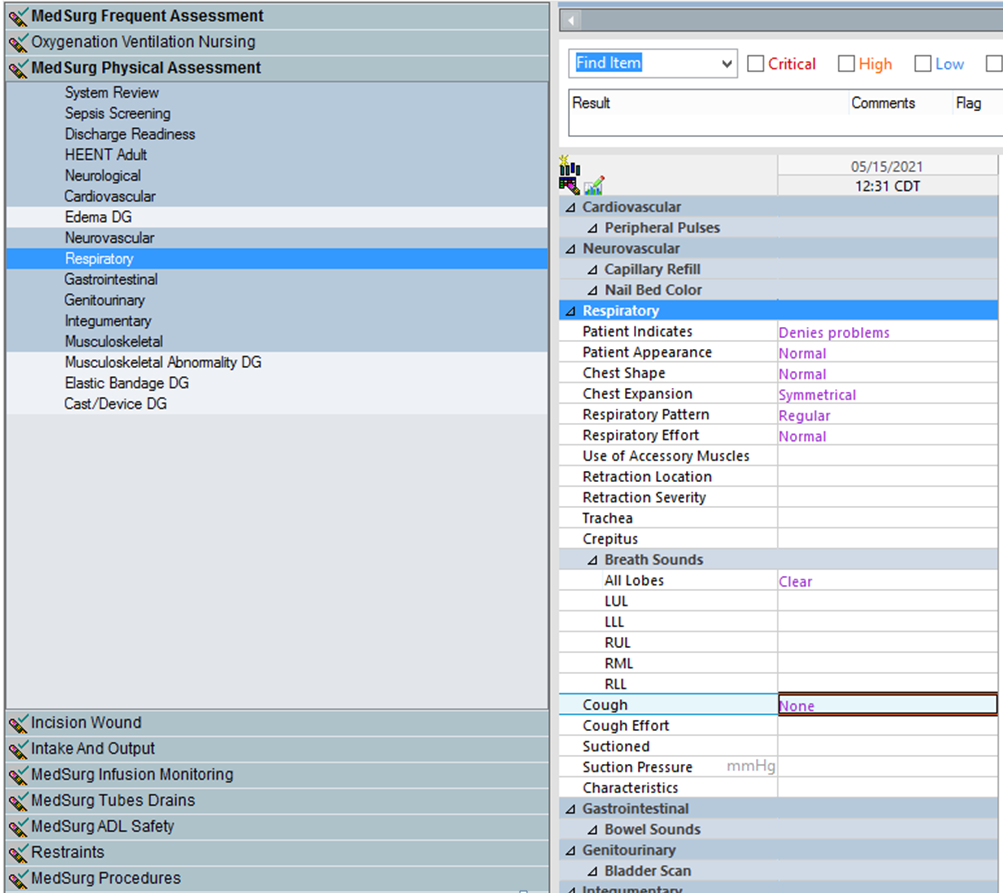 MedSurg Frequent Assessment
Oxygenation Ventilation Nursing
MedSurg Physical Assessment
System Review
Sepsis Screening
Discharge Readiness
HEENT Adult
Neurological
Cardiovascular
Edema DG
Neurovascular
Respiratory
Gastrointestinal
Genitourinary
Integumentary
Musculoskeletal
Musculoskeletal Abnormality DG
Elastic Bandage DG
Cast/Device DG
Incision Wound
Intake And Output
MedSurg Infusion Monitoring
MedSurg Tubes Drains
MedSurg ADL Safety
Restraints
MedSurg Procedures
Find Item Critical High Low
Result Comments Flag
05/15/2021
12:31 CDT
Cardiovascular
Peripheral Pulses
Neurovascular
Capillary Refill
Nail Bed Color
Respiratory
Patient Indicates Denies problems
Patient Appearance Normal
Chest Shape Normal
Chest Expansion Symmetrical
Respiratory Pattern Regular
Respiratory Effort Normal
Use of Accessory Muscles
Retraction Location
Retraction Severity
Trachea
Crepitus
Breath Sounds
All Lobes Clear
LUL
LLL
RUL
RML
RLL
Cough None
Cough Effort
Suctioned
Suction Pressure mmHg
Characteristics
Gastrointestinal
Bowel Sounds
Genitourinary
Bladder Scan
Integumentary